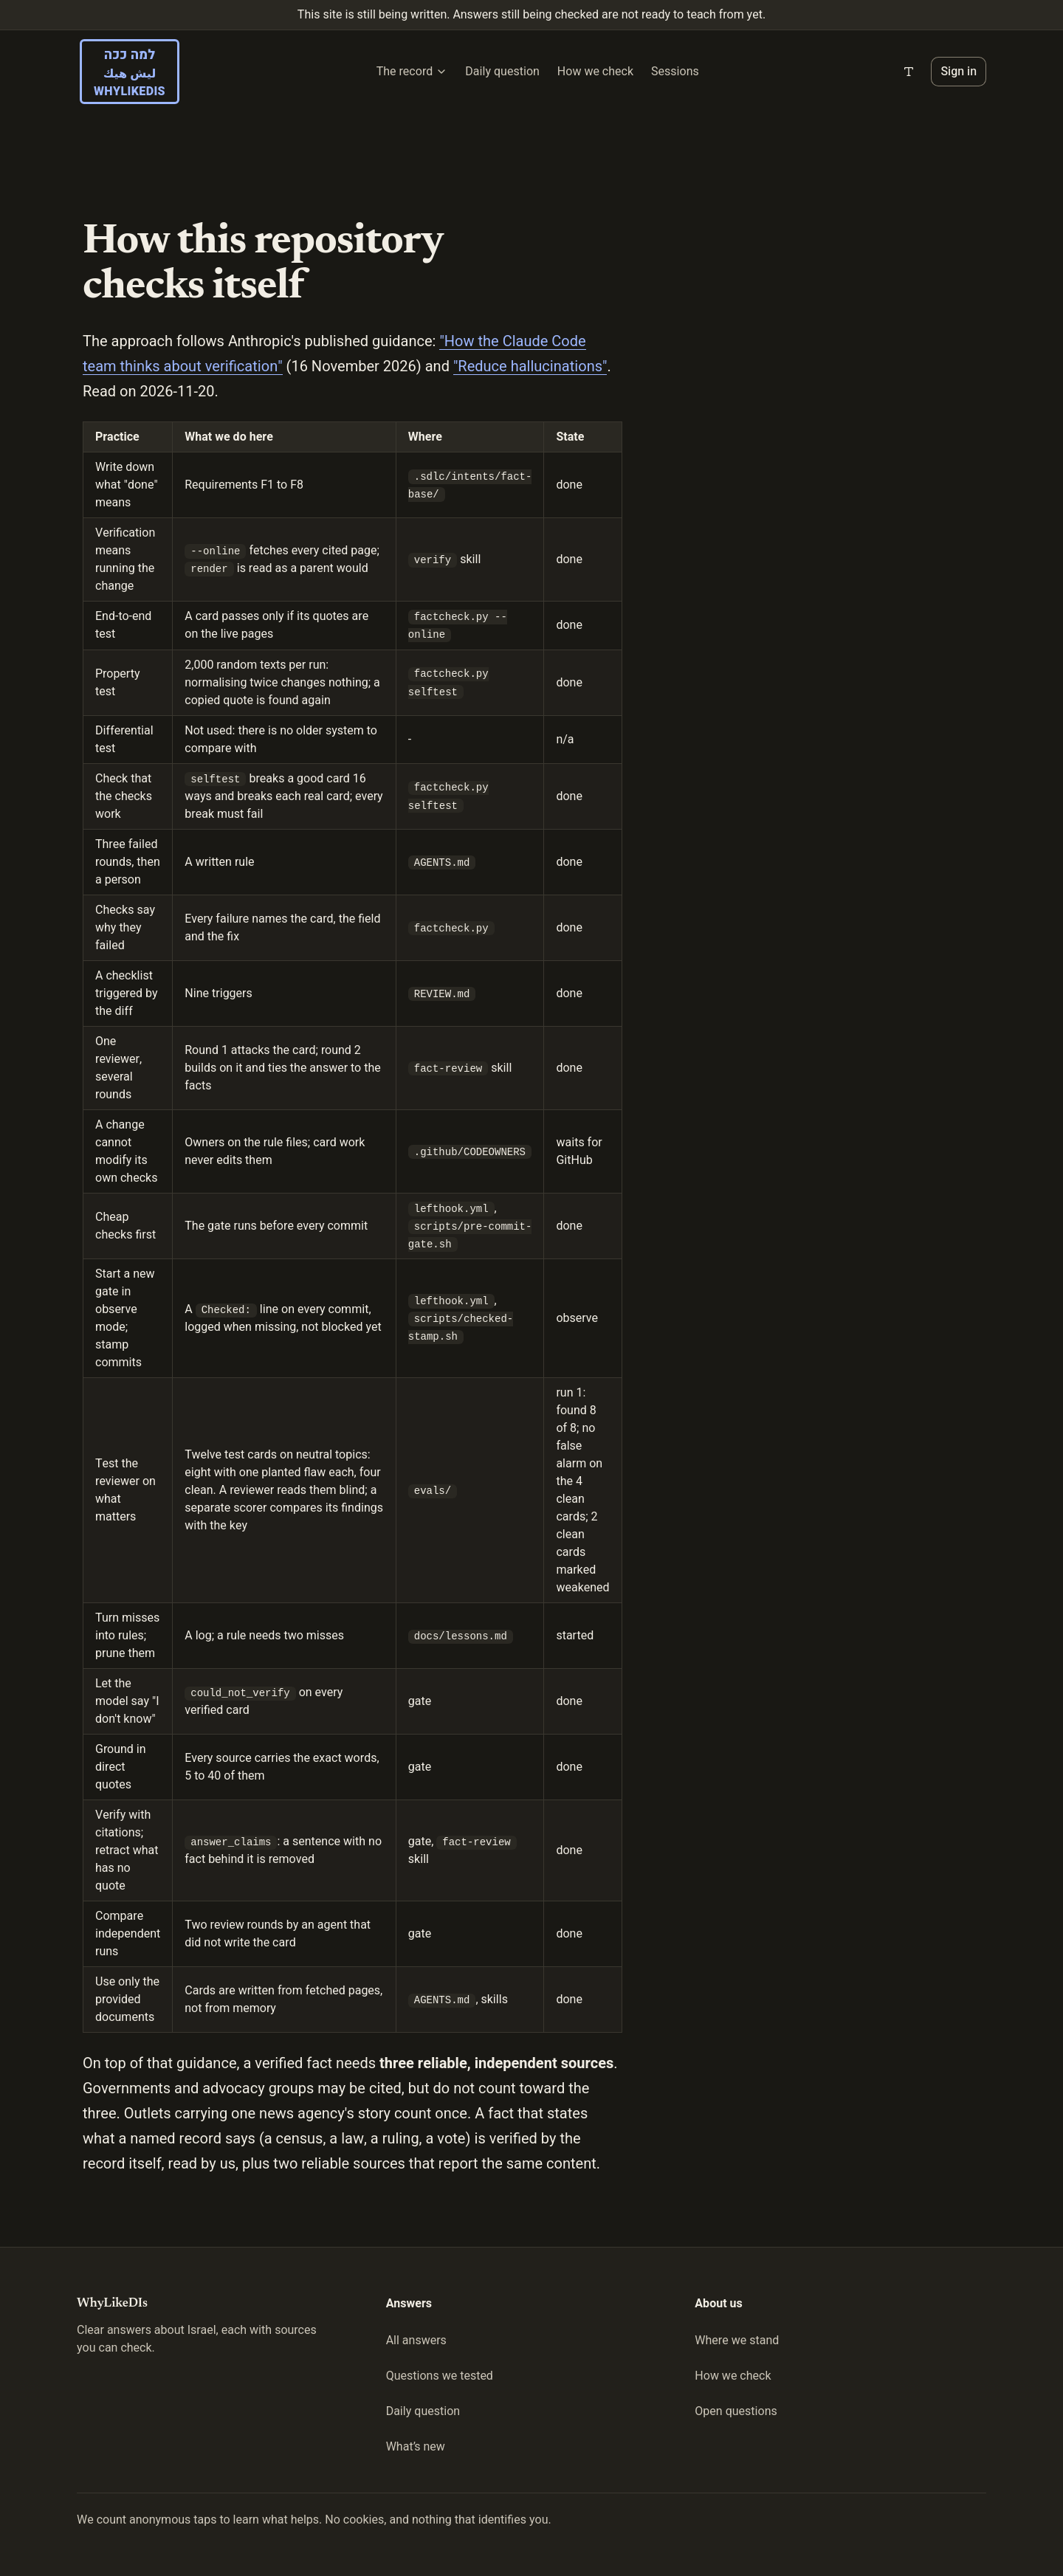 This site is still being written. Answers still being checked are not ready to teach from yet.
למה ככה
ليش هيك
WHYLIKEDIS
The record
Daily question
How we check
Sessions
T
Sign in
How this repository
checks itself
The approach follows Anthropic's published guidance: "How the Claude Code
team thinks about verification" (16 November 2026) and "Reduce hallucinations".
Read on 2026-11-20.
Practice
What we do here
Where
State
Write down
what "done"
means
Requirements F1 to F8
.sdlc/intents/fact-
base/
done
Verification
means
running the
change
--online fetches every cited page;
render is read as a parent would
verify skill
done
End-to-end
test
A card passes only if its quotes are
on the live pages
factcheck.py --
online
done
Property
test
2,000 random texts per run:
normalising twice changes nothing; a
copied quote is found again
factcheck.py
selftest
done
Differential
test
Not used: there is no older system to
compare with
-
n/a
Check that
the checks
work
selftest breaks a good card 16
ways and breaks each real card; every
break must fail
factcheck.py
selftest
done
Three failed
rounds, then
a person
A written rule
AGENTS.md
done
Checks say
why they
failed
Every failure names the card, the field
and the fix
factcheck.py
done
A checklist
triggered by
the diff
Nine triggers
REVIEW.md
done
One
reviewer,
several
rounds
Round 1 attacks the card; round 2
builds on it and ties the answer to the
facts
fact-review skill
done
A change
cannot
modify its
own checks
Owners on the rule files; card work
never edits them
.github/CODEOWNERS
waits for
GitHub
Cheap
checks first
The gate runs before every commit
lefthook.yml,
scripts/pre-commit-
gate.sh
done
Start a new
gate in
observe
mode;
stamp
commits
A Checked: line on every commit,
logged when missing, not blocked yet
lefthook.yml,
scripts/checked-
stamp.sh
observe
Test the
reviewer on
what
matters
Twelve test cards on neutral topics:
eight with one planted flaw each, four
clean. A reviewer reads them blind; a
separate scorer compares its findings
with the key
evals/
run 1:
found 8
of 8; no
false
alarm on
the 4
clean
cards; 2
clean
cards
marked
weakened
Turn misses
into rules;
prune them
A log; a rule needs two misses
docs/lessons.md
started
Let the
model say "I
don't know"
could_not_verify on every
verified card
gate
done
Ground in
direct
quotes
Every source carries the exact words,
5 to 40 of them
gate
done
Verify with
citations;
retract what
has no
quote
answer_claims: a sentence with no
fact behind it is removed
gate, fact-review
skill
done
Compare
independent
runs
Two review rounds by an agent that
did not write the card
gate
done
Use only the
provided
documents
Cards are written from fetched pages,
not from memory
AGENTS.md, skills
done
On top of that guidance, a verified fact needs three reliable, independent sources.
Governments and advocacy groups may be cited, but do not count toward the
three. Outlets carrying one news agency's story count once. A fact that states
what a named record says (a census, a law, a ruling, a vote) is verified by the
record itself, read by us, plus two reliable sources that report the same content.
WhyLikeDIs
Clear answers about Israel, each with sources
you can check.
Answers
All answers
Questions we tested
Daily question
What's new
About us
Where we stand
How we check
Open questions
We count anonymous taps to learn what helps. No cookies, and nothing that identifies you.